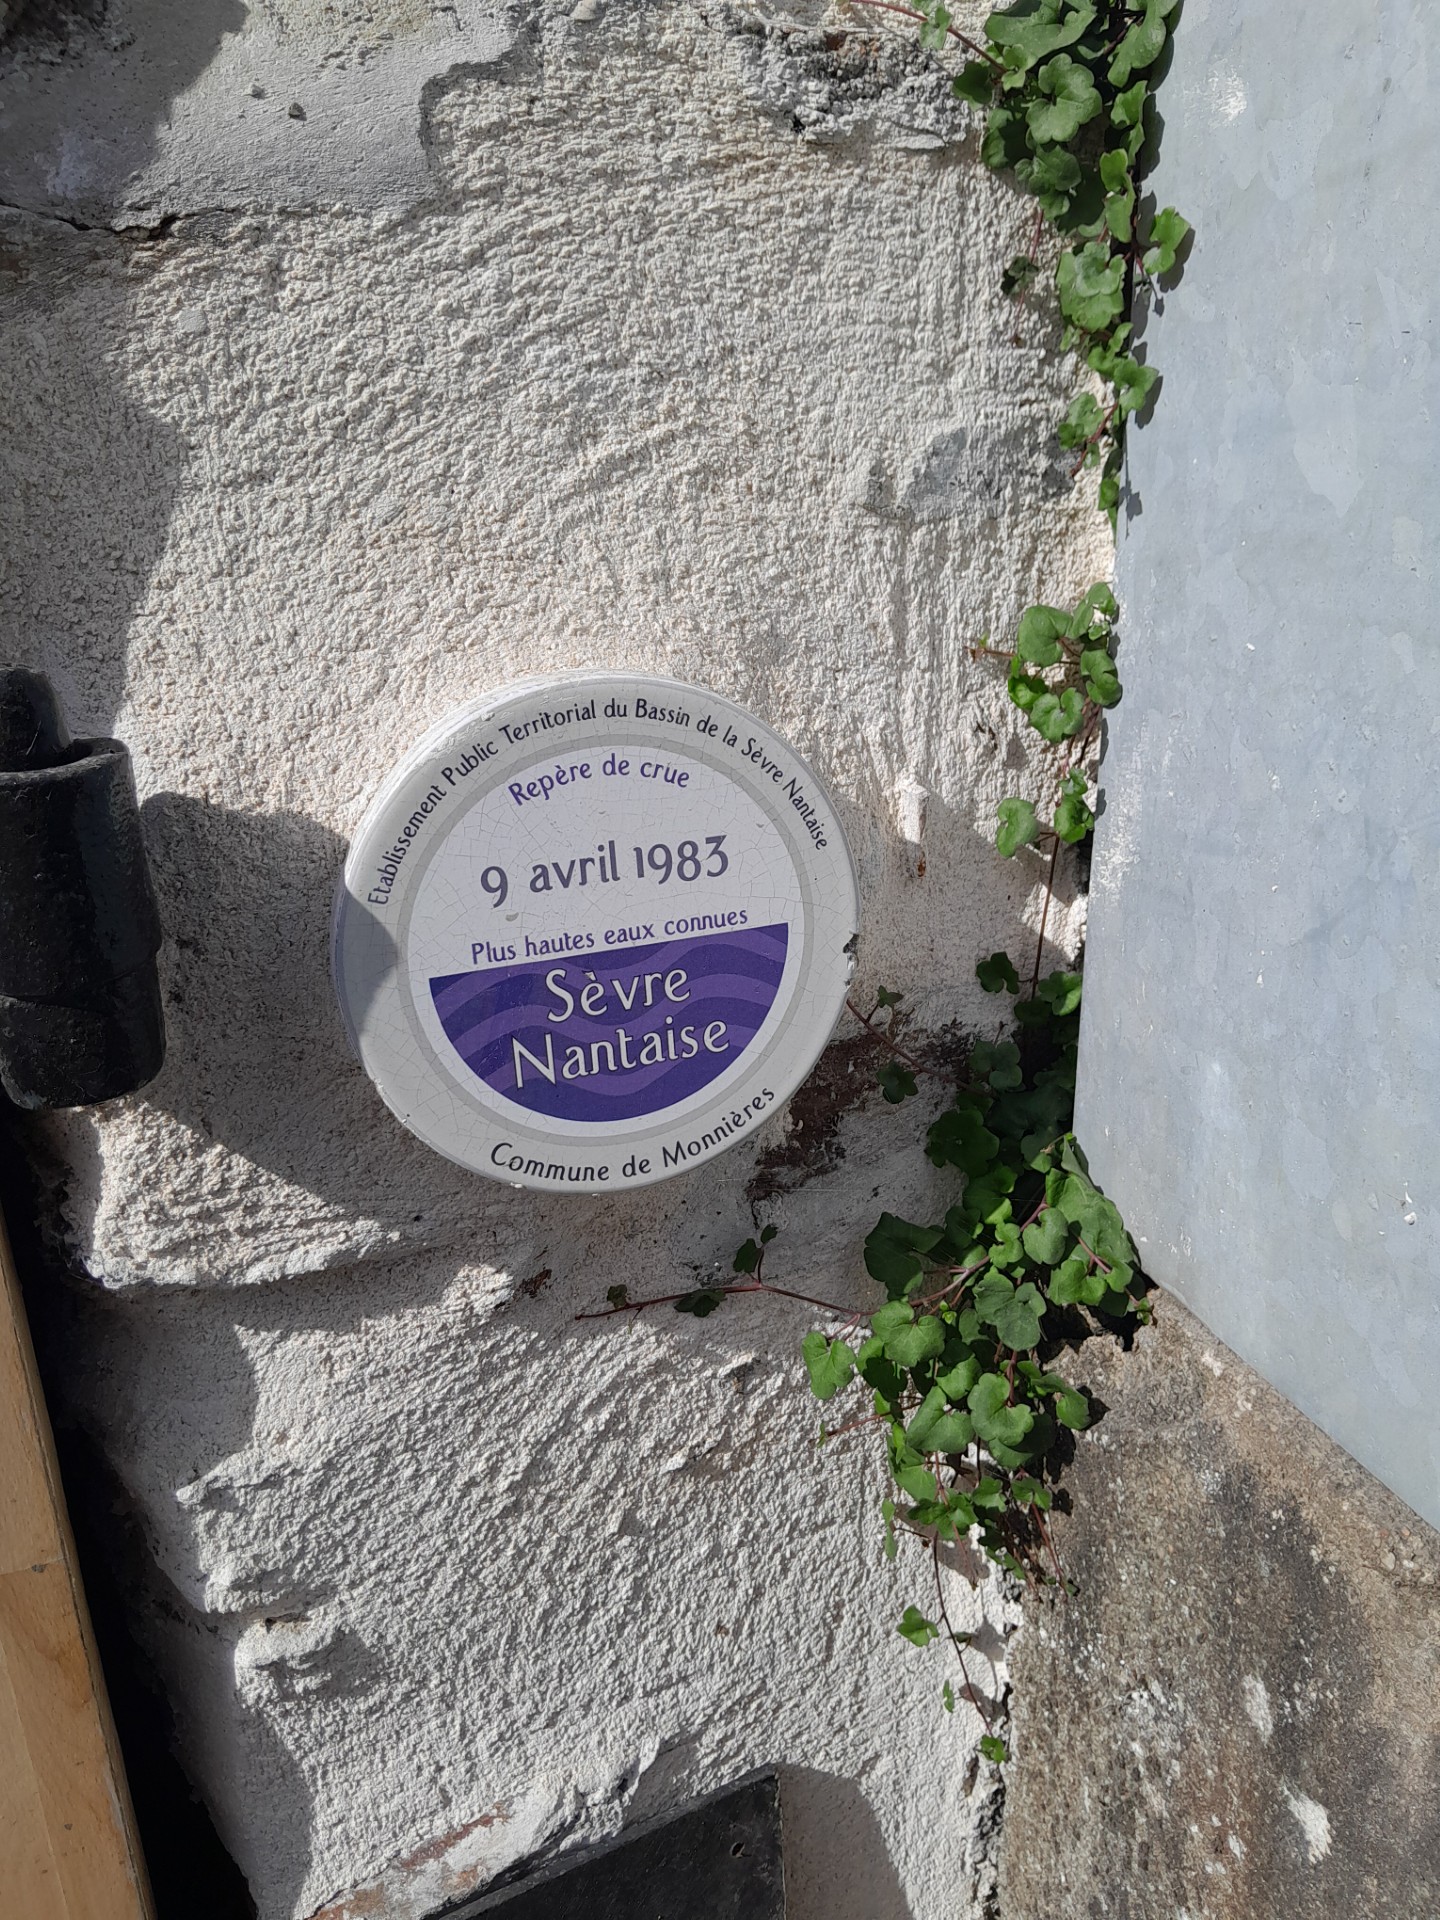 Etablissement Public Territorial du Bassin de la Sèvre Nantaise
Repère de crue
9 avril 1983
Plus hautes eaux connues
Sèvre
Nantaise
Commune de Monnières